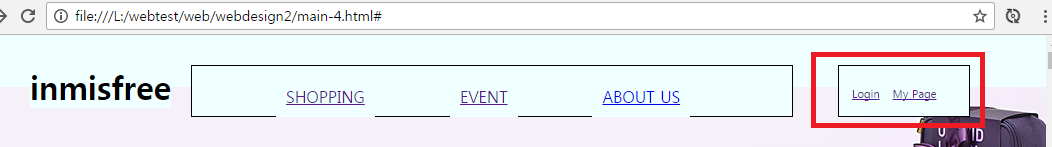 file:///L:/webtest/web/webdesign2/main-4.html#
inmisfree SHOPPING EVENT ABOUT US Login My Page